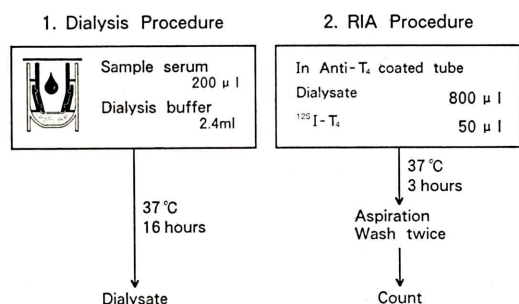 1. Dialysis Procedure
Sample serum
200 μ l
Dialysis buffer
2.4ml
37℃
16 hours
Dialysate
2. RIA Procedure
In Anti-T₄ coated tube
Dialysate 800 μ l
¹²⁵I-T₄ 50 μ l
37℃
3 hours
Aspiration
Wash twice
Count